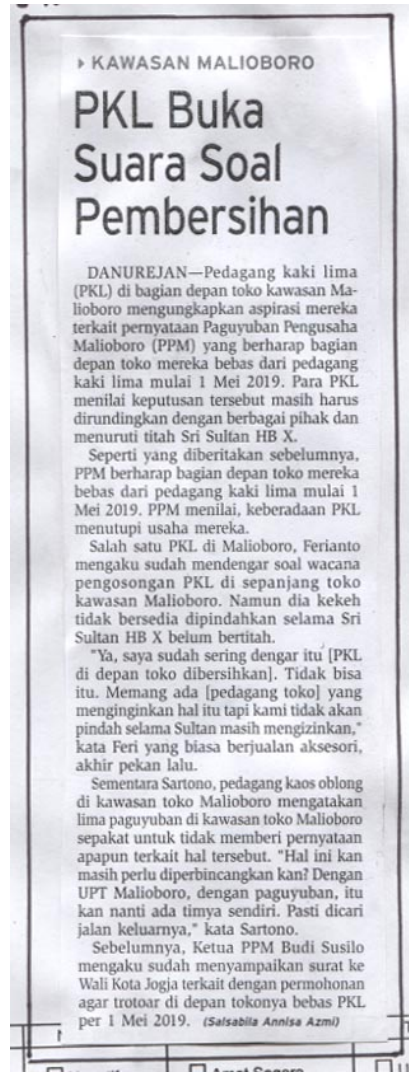 KAWASAN MALIOBORO
PKL Buka
Suara Soal
Pembersihan
DANUREJAN—Pedagang kaki lima
(PKL) di bagian depan toko kawasan Ma-
lioboro mengungkapkan aspirasi mereka
terkait pernyataan Paguyuban Pengusaha
Malioboro (PPM) yang berharap bagian
depan toko mereka bebas dari pedagang
kaki lima mulai 1 Mei 2019. Para PKL
menilai keputusan tersebut masih harus
dirundingkan dengan berbagai pihak dan
menuruti titah Sri Sultan HB X.
Seperti yang diberitakan sebelumnya,
PPM berharap bagian depan toko mereka
bebas dari pedagang kaki lima mulai 1
Mei 2019. PPM menilai, keberadaan PKL
menutupi usaha mereka.
Salah satu PKL di Malioboro, Ferianto
mengaku sudah mendengar soal wacana
pengosongan PKL di sepanjang toko
kawasan Malioboro. Namun dia kekeh
tidak bersedia dipindahkan selama Sri
Sultan HB X belum bertitah.
"Ya, saya sudah sering dengar itu [PKL
di depan toko dibersihkan]. Tidak bisa
itu. Memang ada [pedagang toko] yang
menginginkan hal itu tapi kami tidak akan
pindah selama Sultan masih mengizinkan,"
kata Feri yang biasa berjualan aksesori,
akhir pekan lalu.
Sementara Sartono, pedagang kaos oblong
di kawasan toko Malioboro mengatakan
lima paguyuban di kawasan toko Malioboro
sepakat untuk tidak memberi pernyataan
apapun terkait hal tersebut. "Hal ini kan
masih perlu diperbincangkan kan? Dengan
UPT Malioboro, dengan paguyuban, itu
kan nanti ada timya sendiri. Pasti dicari
jalan keluarnya," kata Sartono.
Sebelumnya, Ketua PPM Budi Susilo
mengaku sudah menyampaikan surat ke
Wali Kota Jogja terkait dengan permohonan
agar trotoar di depan tokonya bebas PKL
per 1 Mei 2019. (Salsabila Annisa Azmi)